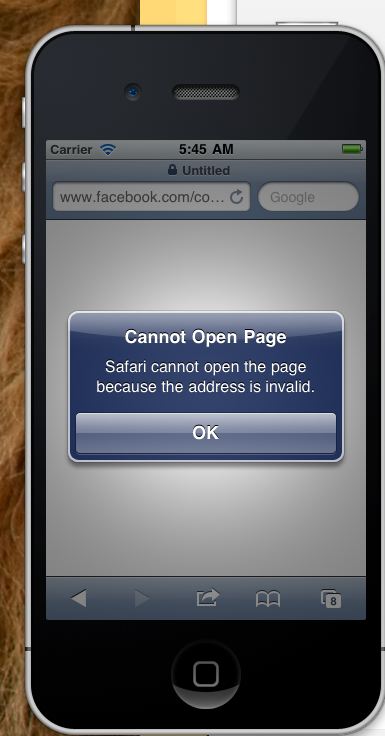 Carrier 5:45 AM
Untitled
www.facebook.com/co... Google
Cannot Open Page
Safari cannot open the page
because the address is invalid.
OK
8